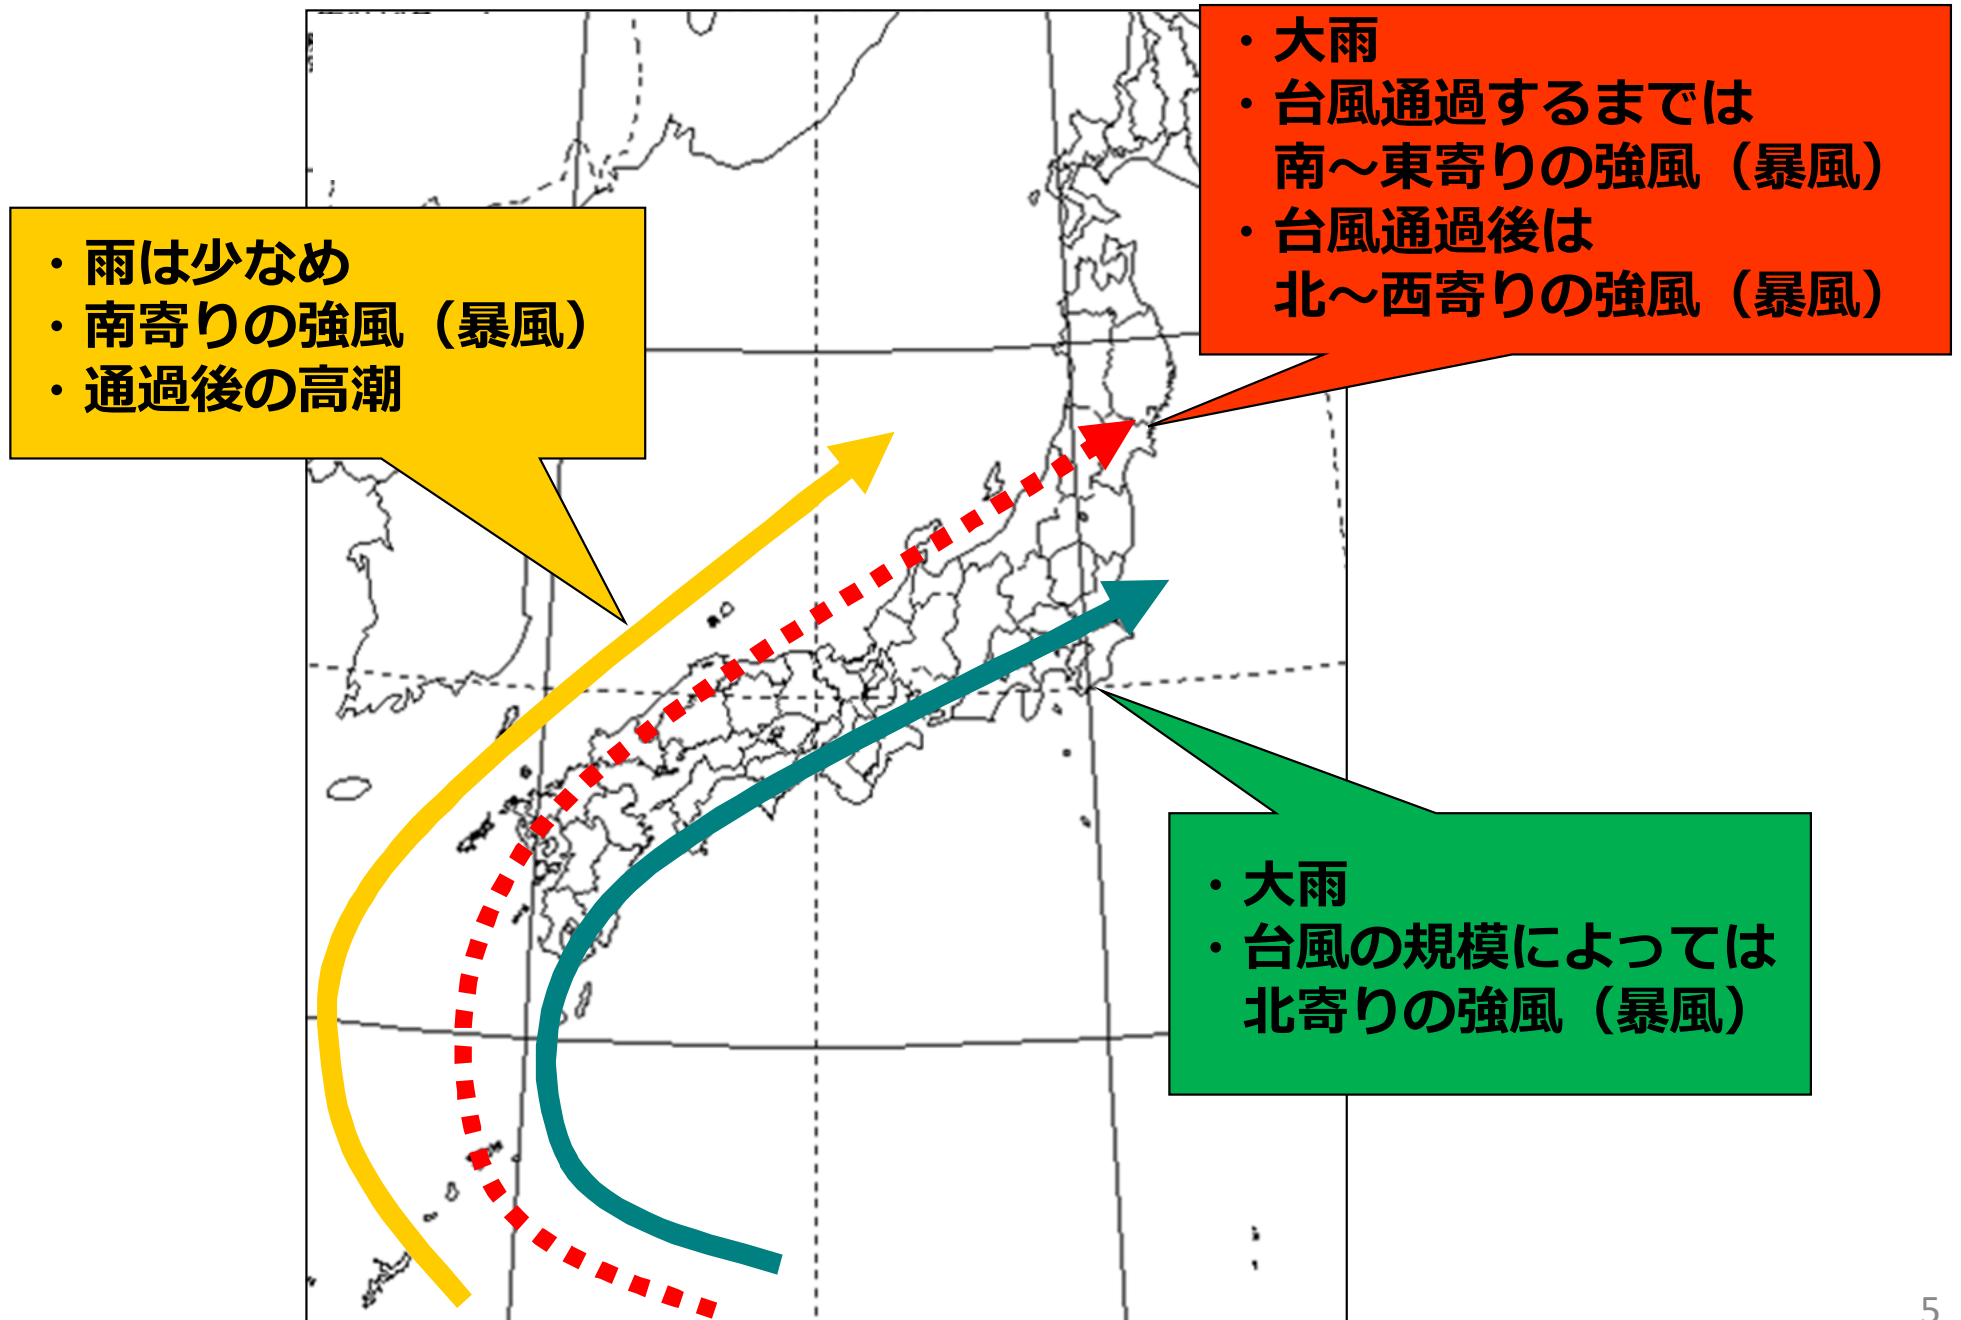 ・大雨
・台風通過するまでは
南～東寄りの強風（暴風）
・台風通過後は
北～西寄りの強風（暴風）
・雨は少なめ
・南寄りの強風（暴風）
・通過後の高潮
・大雨
・台風の規模によっては
北寄りの強風（暴風）
5